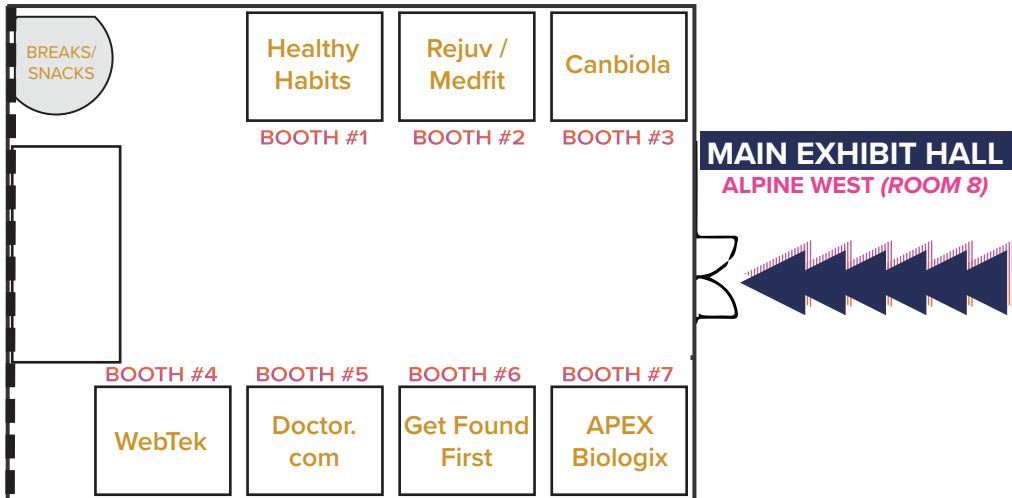 BREAKS/
SNACKS
Healthy
Habits
Rejuv /
Medfit
Canbiola
BOOTH #1
BOOTH #2
BOOTH #3
MAIN EXHIBIT HALL
ALPINE WEST (ROOM 8)
BOOTH #4
BOOTH #5
BOOTH #6
BOOTH #7
WebTek
Doctor.
com
Get Found
First
APEX
Biologix